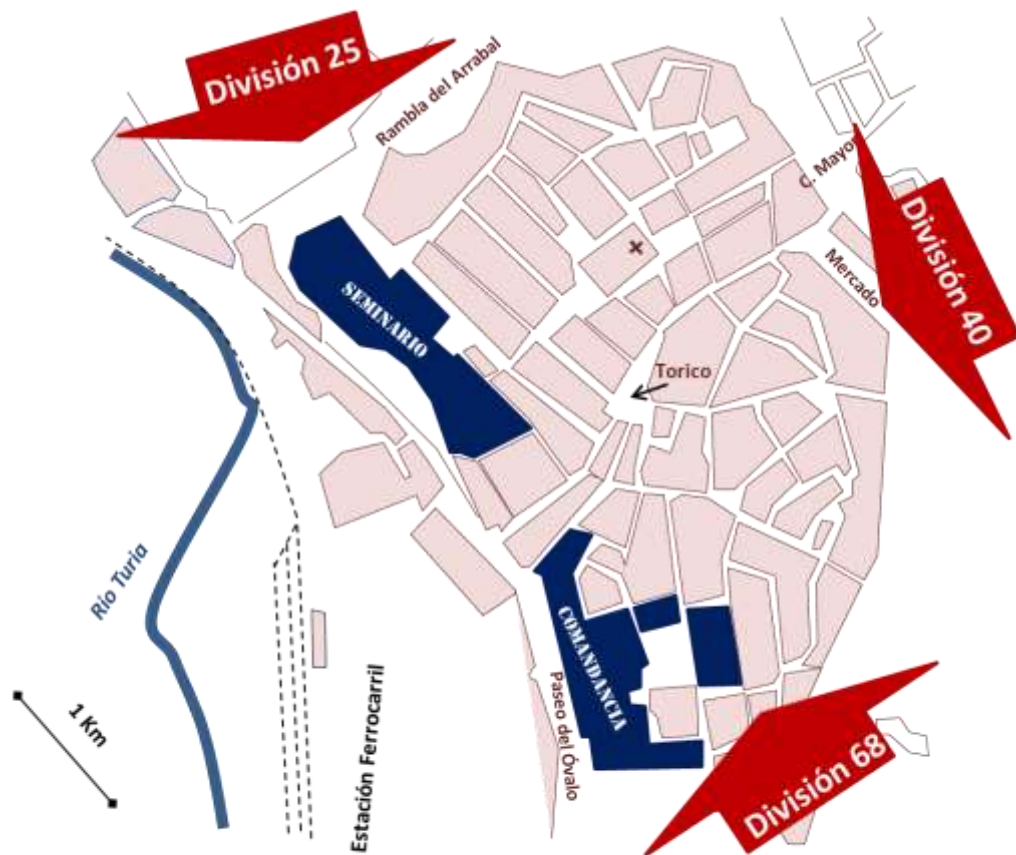 División 25
Rambla del Arrabal
C. Mayor
División 40
Mercado
SEMINARIO
Torico
Río Turia
COMANDANCIA
1 Km
Estación Ferrocarril
Paseo del Óvalo
División 68